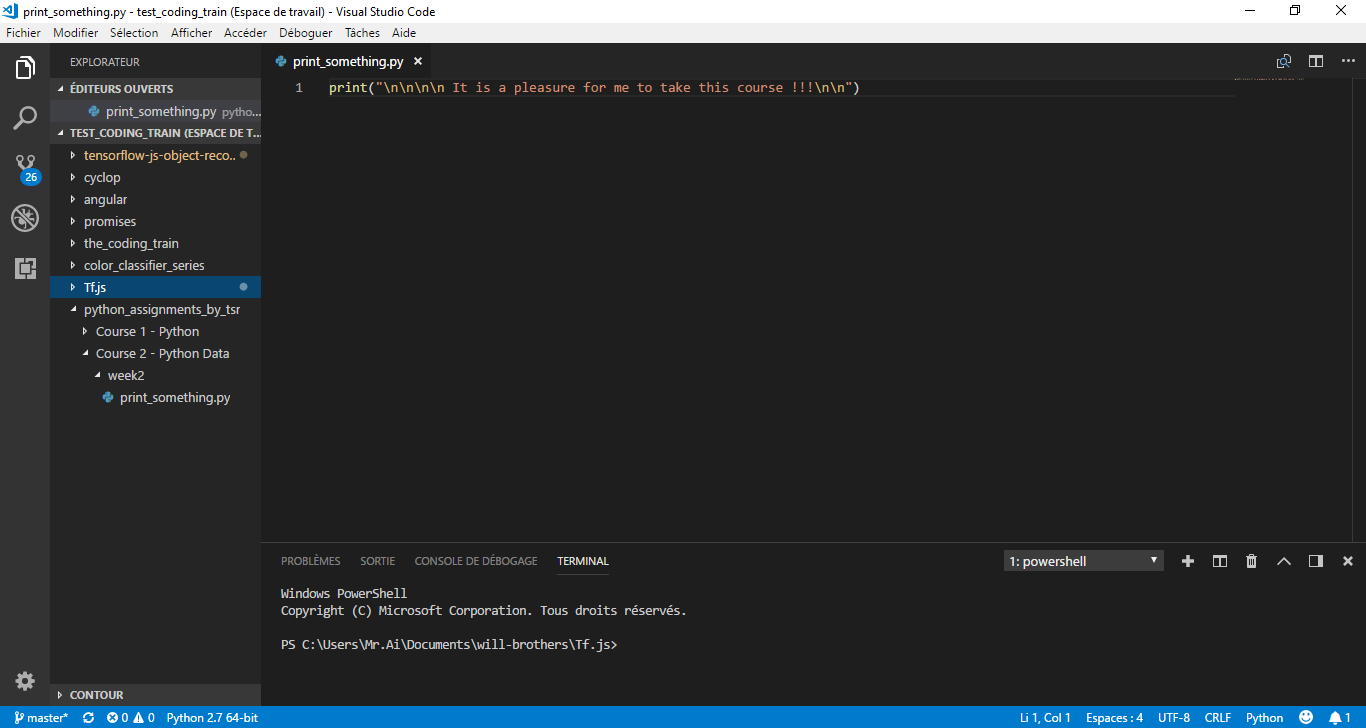 print_something.py - test_coding_train (Espace de travail) - Visual Studio Code
Fichier Modifier Sélection Afficher Accéder Déboguer Tâches Aide
EXPLORATEUR
ÉDITEURS OUVERTS
print_something.py pytho...
TEST_CODING_TRAIN (ESPACE DE T...
tensorflow-js-object-reco..
cyclop
angular
promises
the_coding_train
color_classifier_series
Tf.js
python_assignments_by_tsr
Course 1 - Python
Course 2 - Python Data
week2
print_something.py
CONTOUR
26
print_something.py ×
1 print("\n\n\n\n It is a pleasure for me to take this course !!!\n\n")
PROBLÈMES SORTIE CONSOLE DE DÉBOGAGE TERMINAL
1: powershell
Windows PowerShell
Copyright (C) Microsoft Corporation. Tous droits réservés.
PS C:\Users\Mr.Ai\Documents\will-brothers\Tf.js>
master* 0 0 Python 2.7 64-bit Li 1, Col 1 Espaces : 4 UTF-8 CRLF Python 1